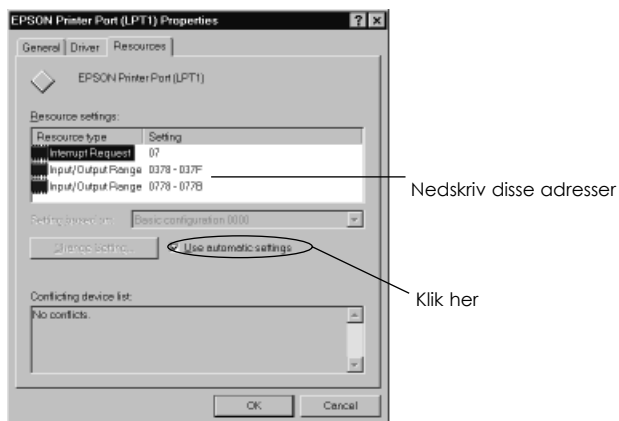 EPSON Printer Port (LPT1) Properties
General Driver Resources
EPSON Printer Port (LPT1)
Resource settings:
Resource type Setting
Interrupt Request 07
Input/Output Range 0378 - 037F
Input/Output Range 0778 - 077B
Nedskriv disse adresser
Setting based on: Basic configuration 0000
Change Setting... Use automatic settings
Klik her
Conflicting device list:
No conflicts.
OK Cancel